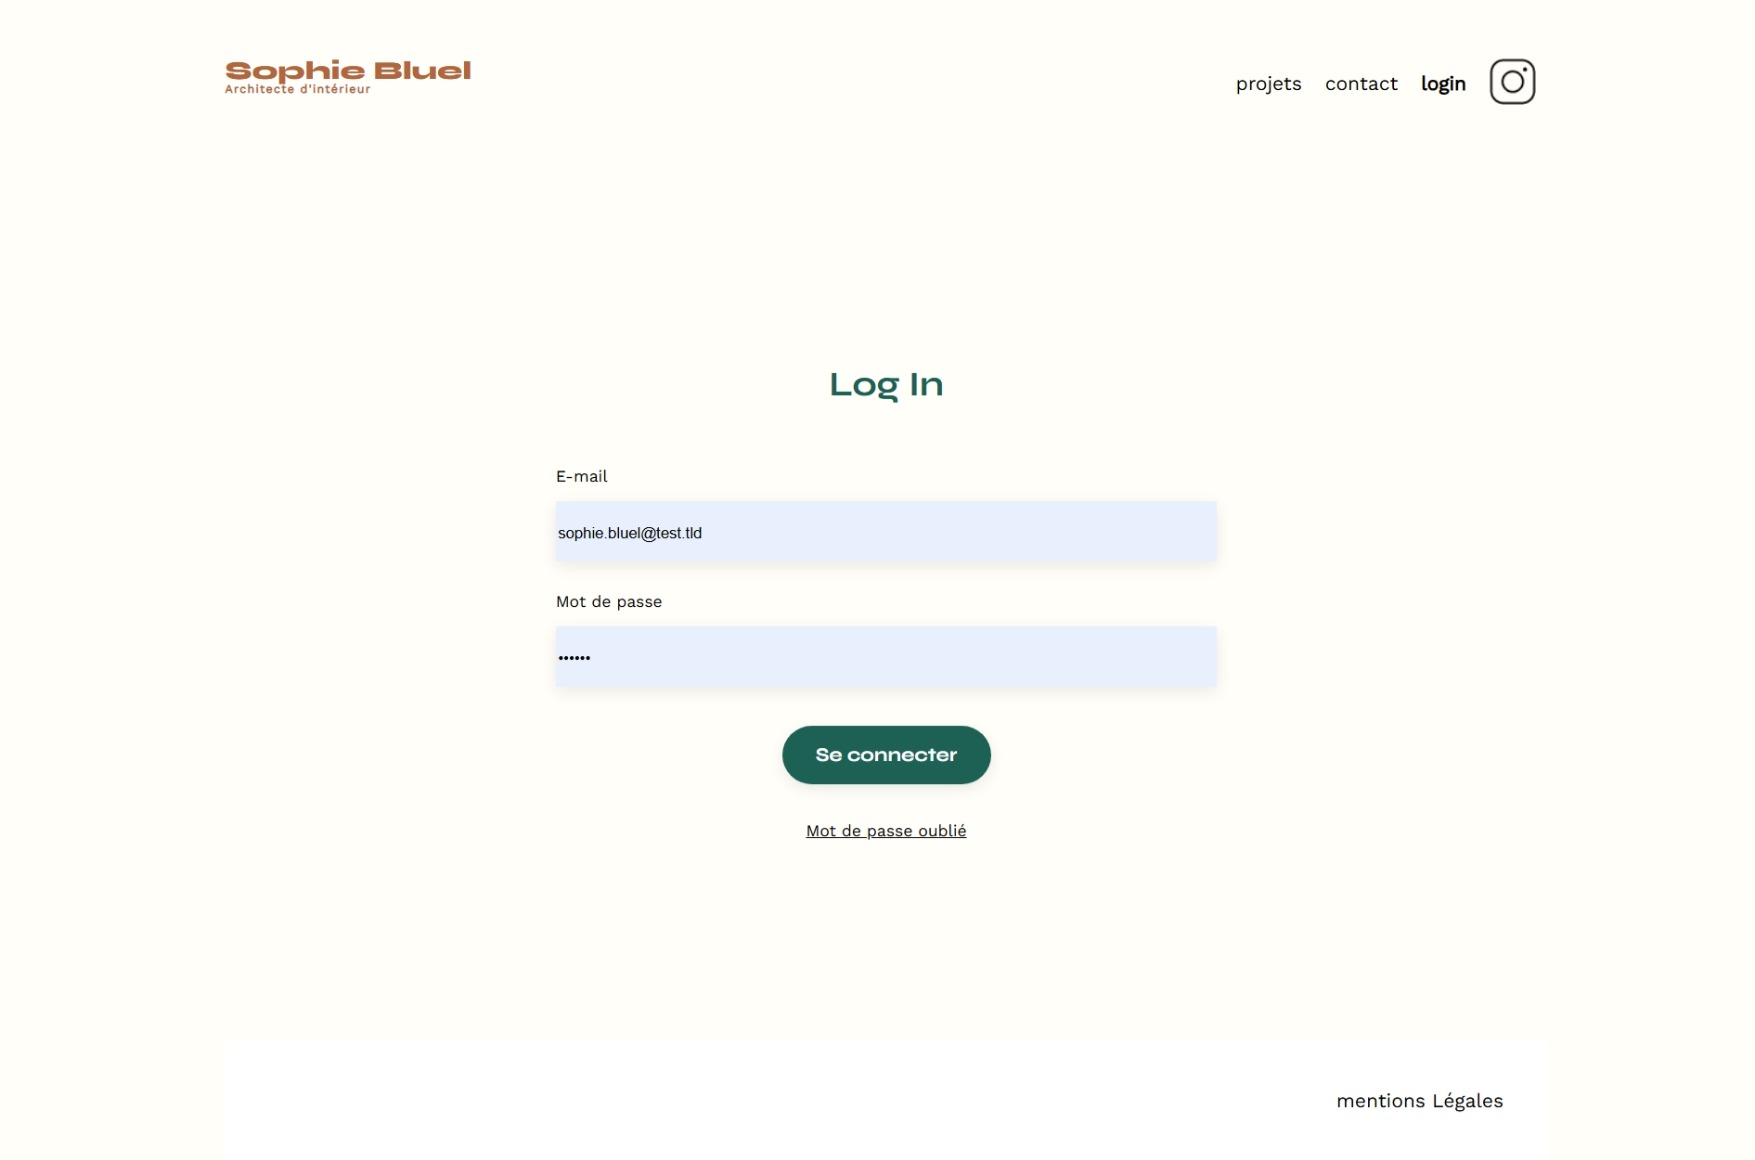 Sophie Bluel
Architecte d'intérieur
projets
contact
login
Log In
E-mail
sophie.bluel@test.tld
Mot de passe
••••••
Se connecter
Mot de passe oublié
mentions Légales